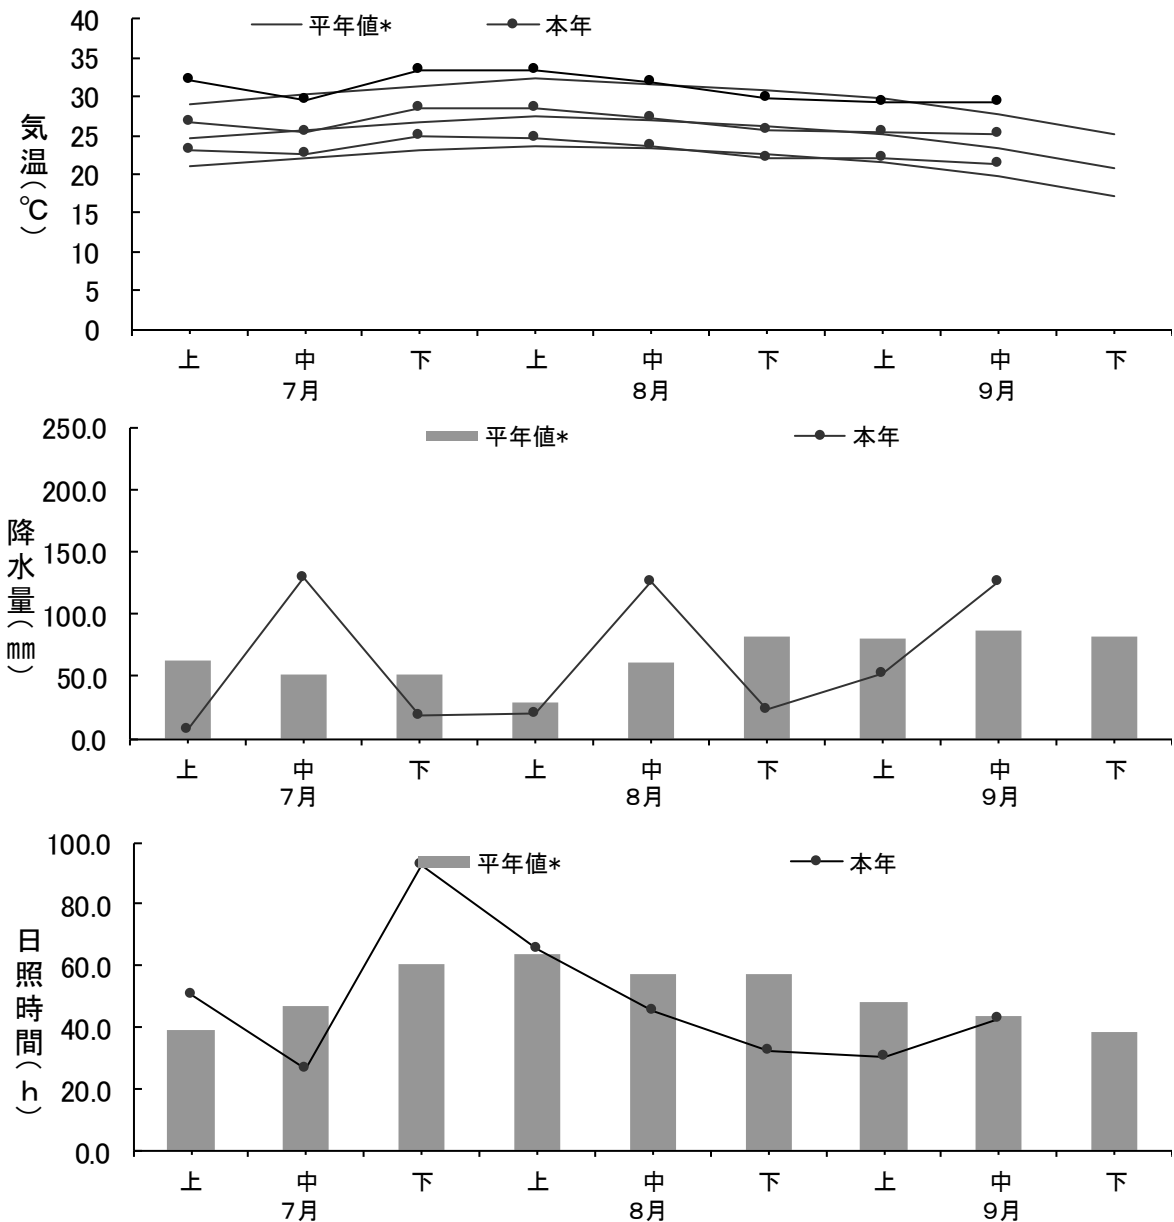 平年値* 本年
気温(℃)
40
35
30
25
20
15
10
5
0
上 中 下 上 中 下 上 中 下
7月 8月 9月
平年値* 本年
降水量(㎜)
250.0
200.0
150.0
100.0
50.0
0.0
上 中 下 上 中 下 上 中 下
7月 8月 9月
平年値* 本年
日照時間(h)
100.0
80.0
60.0
40.0
20.0
0.0
上 中 下 上 中 下 上 中 下
7月 8月 9月